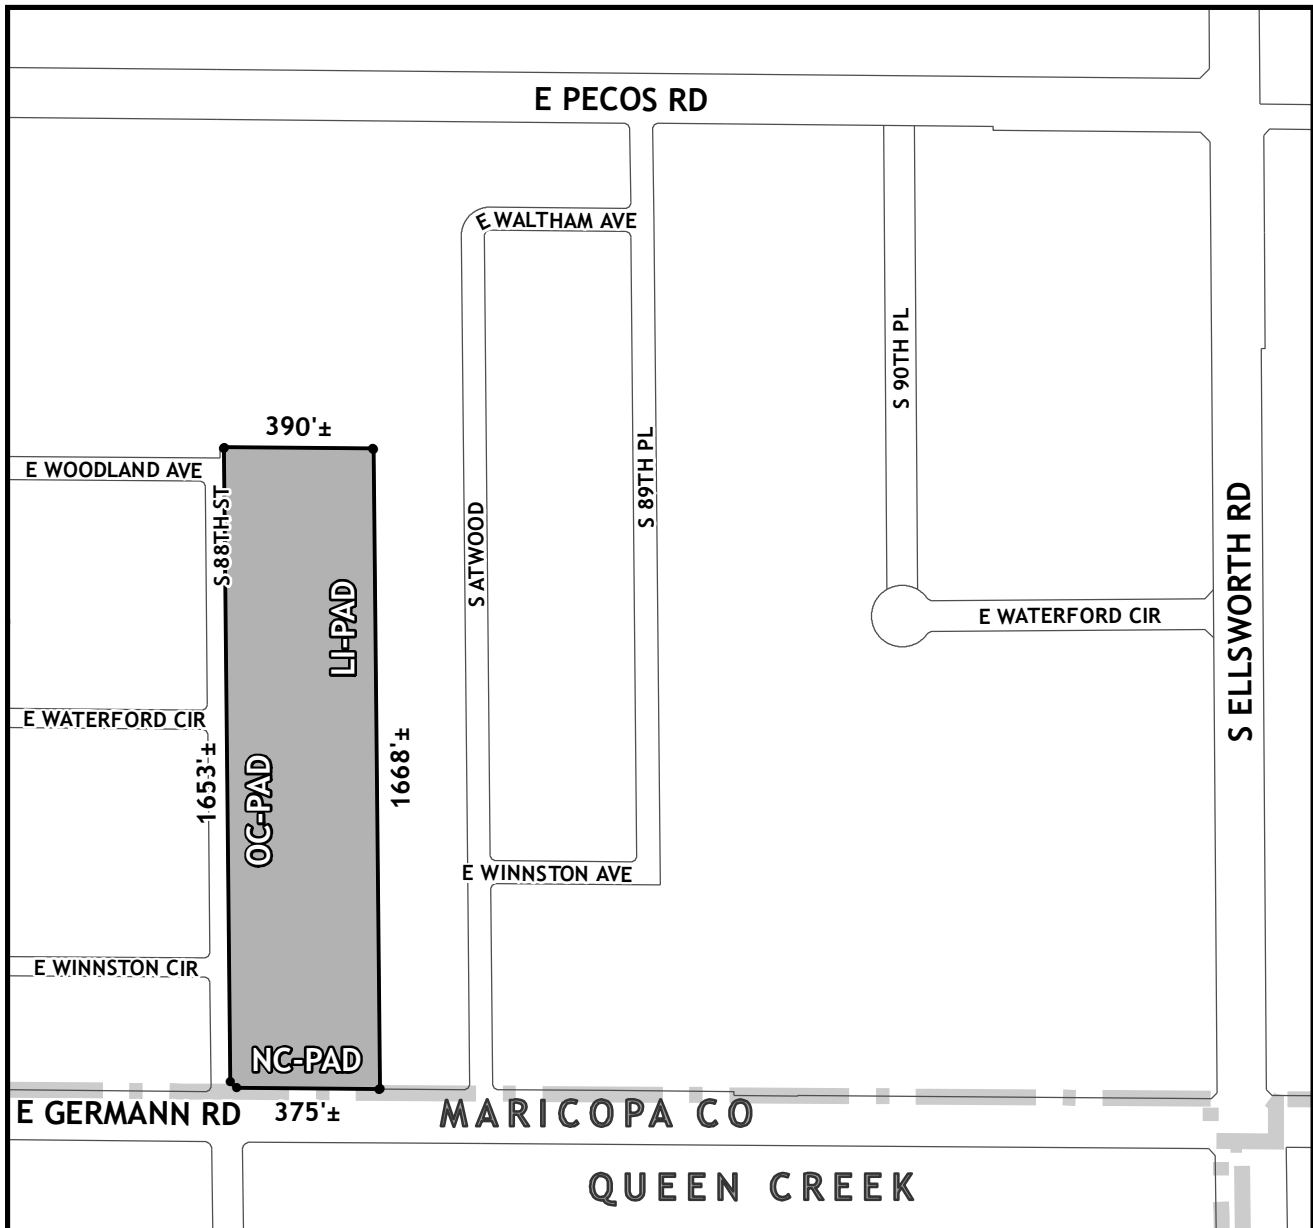 E PECOS RD
E WALTHAM AVE
S 90TH PL
390'±
S 89TH PL
E WOODLAND AVE
S 88TH ST
S ATWOOD
S ELLSWORTH RD
LI-PAD
E WATERFORD CIR
E WATERFORD CIR
1653'±
OC-PAD
1668'±
E WINNSTON AVE
E WINNSTON CIR
NC-PAD
E GERMANN RD
375'±
MARICOPA CO
QUEEN CREEK